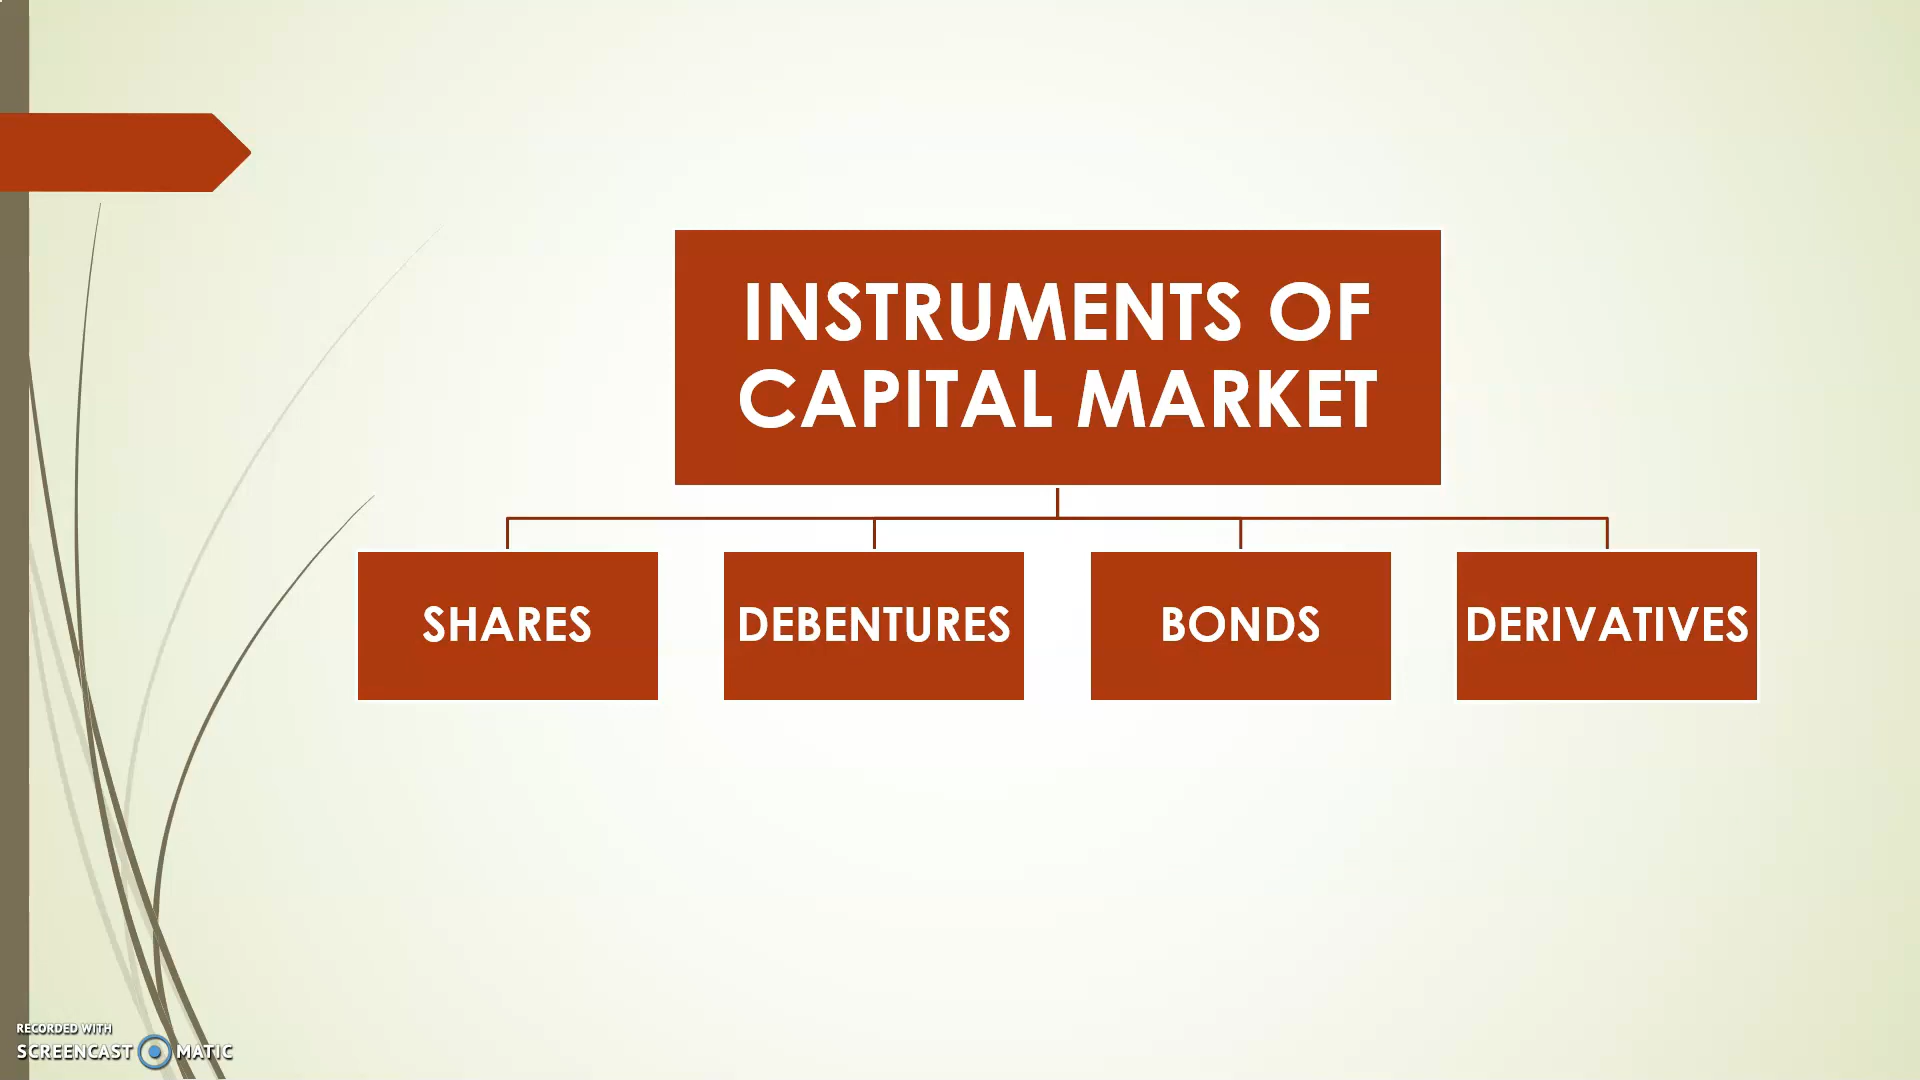 INSTRUMENTS OF
CAPITAL MARKET
SHARES
DEBENTURES
BONDS
DERIVATIVES
RECORDED WITH
SCREENCAST MATIC